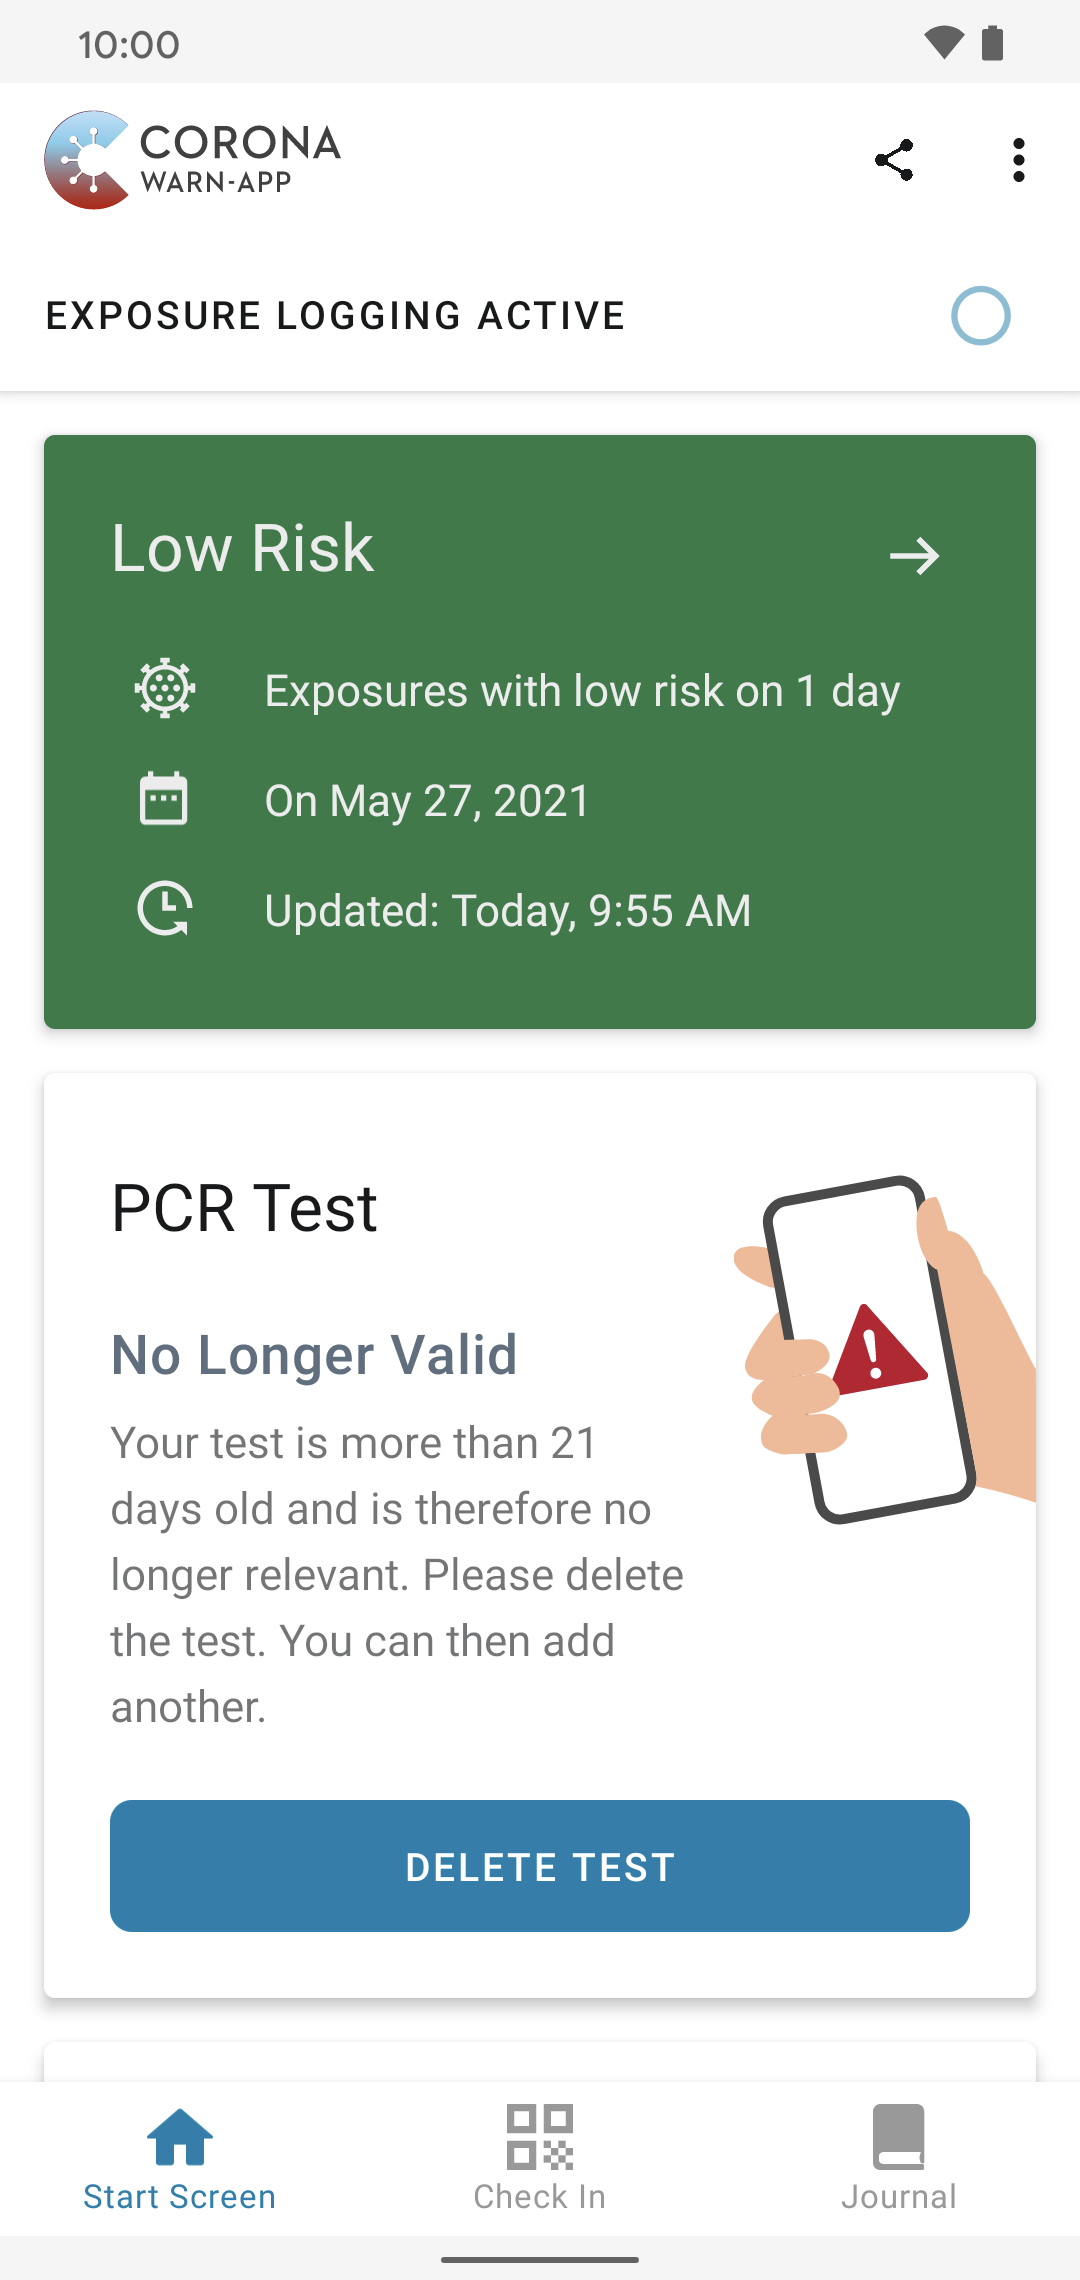 10:00
CORONA
WARN-APP
EXPOSURE LOGGING ACTIVE
Low Risk
Exposures with low risk on 1 day
On May 27, 2021
Updated: Today, 9:55 AM
PCR Test
No Longer Valid
Your test is more than 21
days old and is therefore no
longer relevant. Please delete
the test. You can then add
another.
DELETE TEST
Start Screen
Check In
Journal